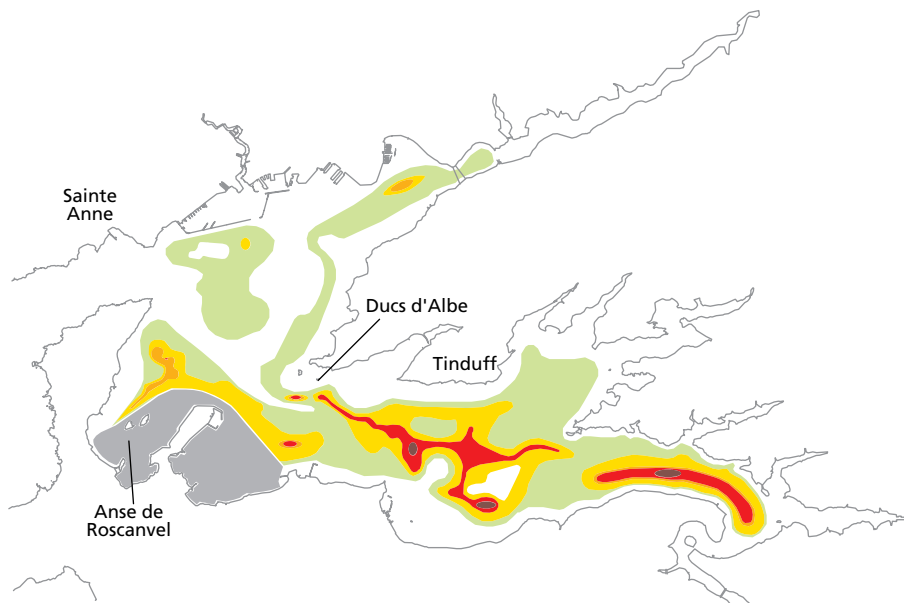 Sainte
Anne
Ducs d'Albe
Tinduff
Anse de
Roscanvel